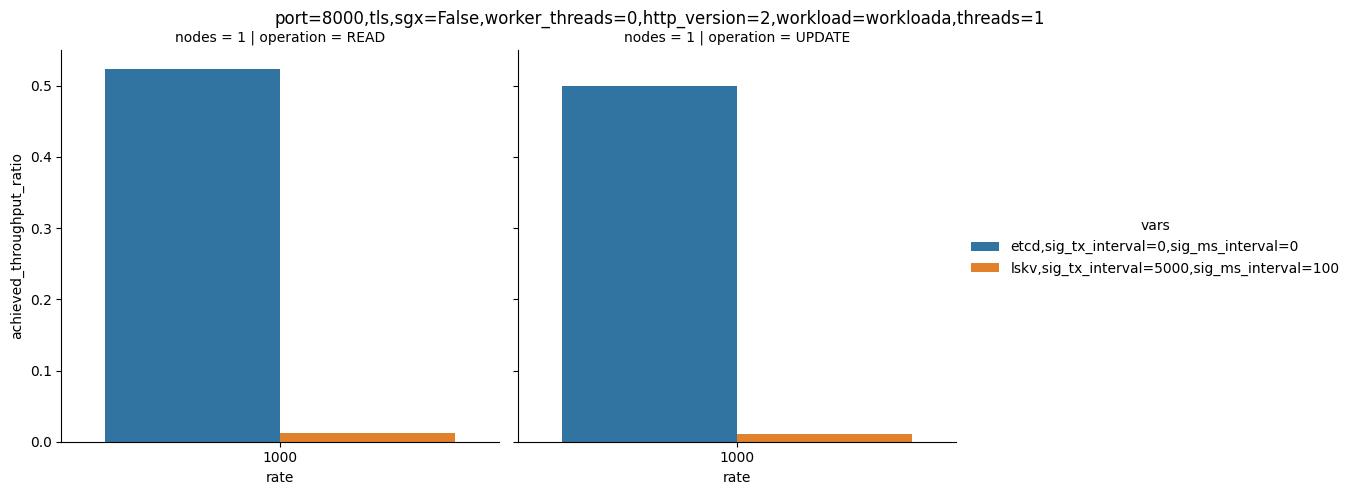 port=8000,tls,sgx=False,worker_threads=0,http_version=2,workload=workloada,threads=1
nodes = 1 | operation = READ
nodes = 1 | operation = UPDATE
achieved_throughput_ratio
0.5
0.4
0.3
0.2
0.1
0.0
1000
1000
rate
rate
vars
etcd,sig_tx_interval=0,sig_ms_interval=0
lskv,sig_tx_interval=5000,sig_ms_interval=100